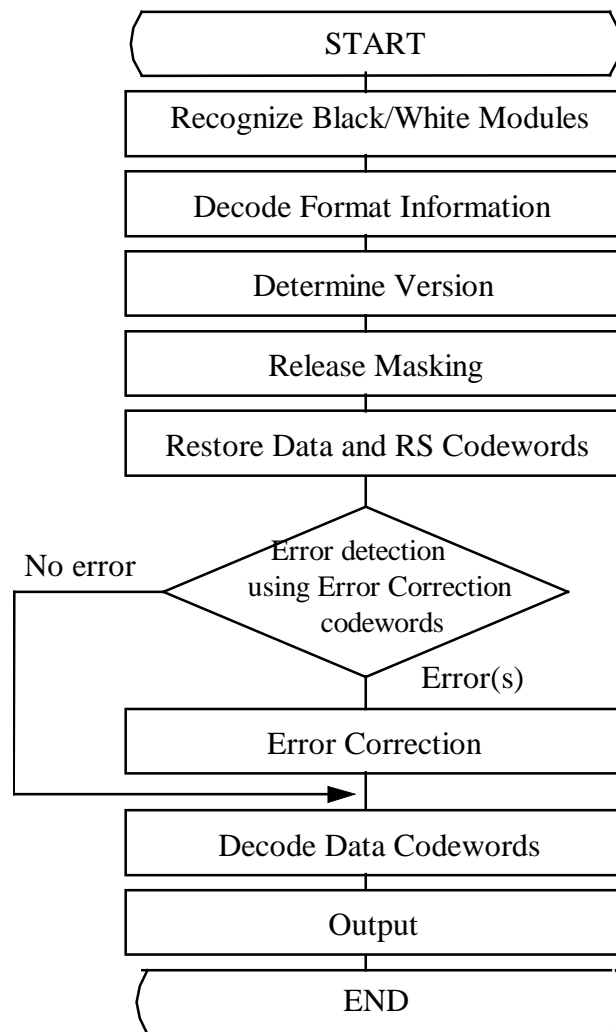 START
Recognize Black/White Modules
Decode Format Information
Determine Version
Release Masking
Restore Data and RS Codewords
Error detection
using Error Correction
codewords
No error
Error(s)
Error Correction
Decode Data Codewords
Output
END